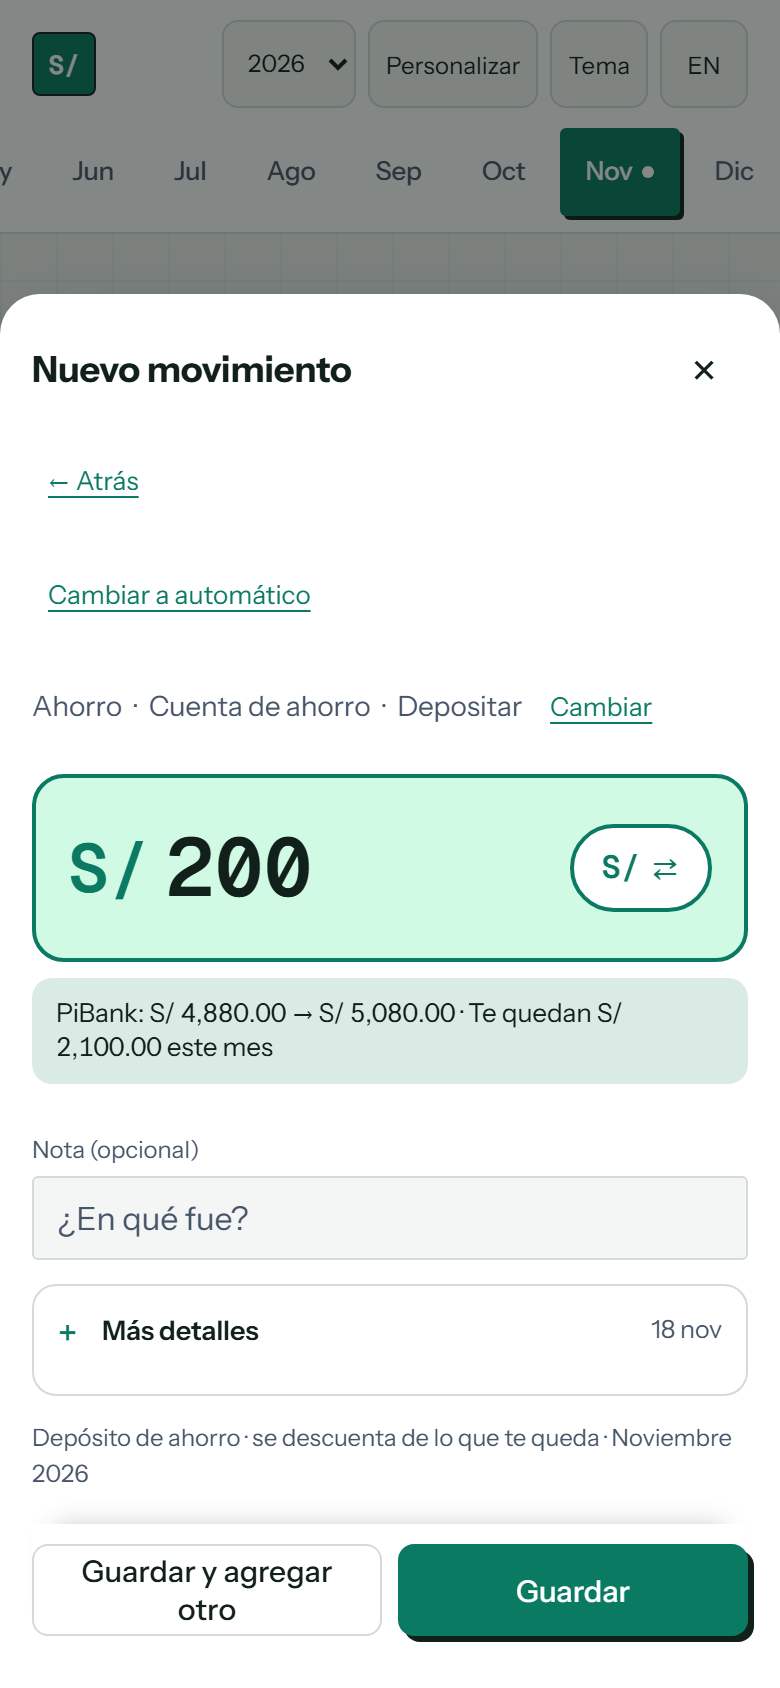 S/
2026
Personalizar
Tema
EN
y
Jun
Jul
Ago
Sep
Oct
Nov
Dic
Nuevo movimiento
← Atrás
Cambiar a automático
Ahorro · Cuenta de ahorro · Depositar Cambiar
S/ 200
S/ ⇄
PiBank: S/ 4,880.00 → S/ 5,080.00 · Te quedan S/
2,100.00 este mes
Nota (opcional)
¿En qué fue?
+ Más detalles
18 nov
Depósito de ahorro · se descuenta de lo que te queda · Noviembre
2026
Guardar y agregar
otro
Guardar